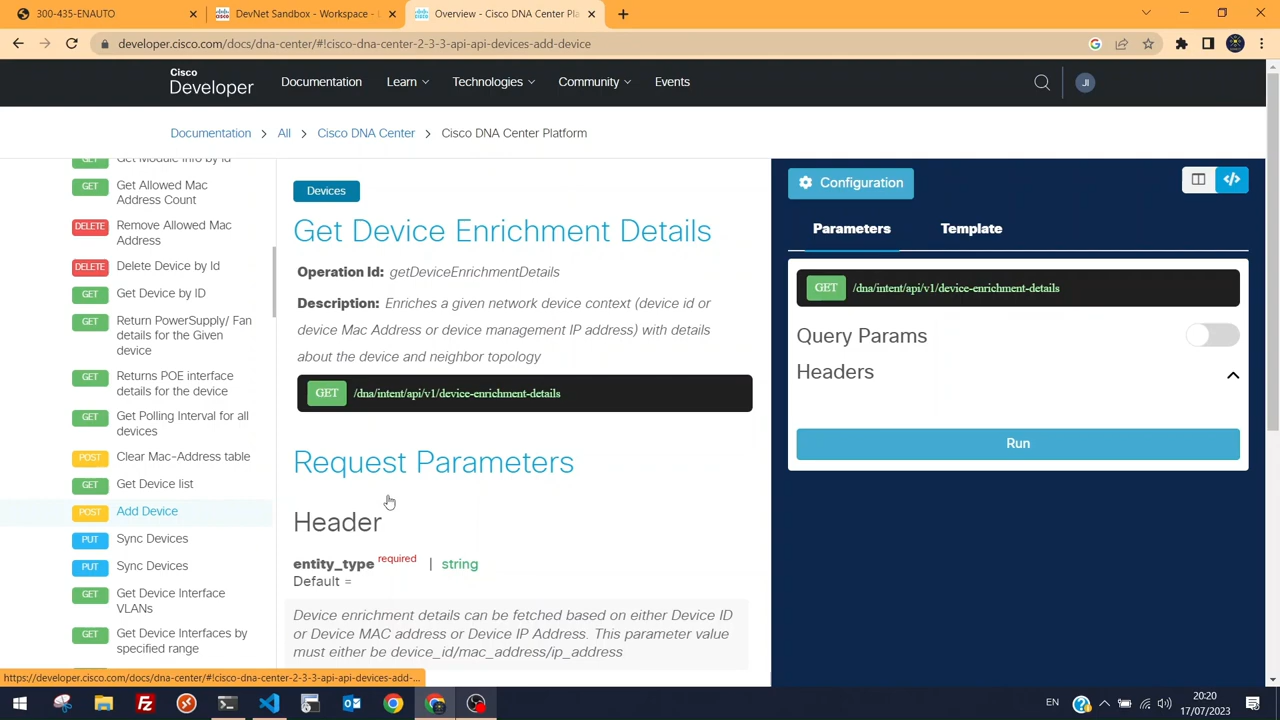 300-435-ENAUTO
DevNet Sandbox - Workspace - L
Overview - Cisco DNA Center Pla
developer.cisco.com/docs/dna-center/#!cisco-dna-center-2-3-3-api-api-devices-add-device
Cisco
Developer
Documentation
Learn
Technologies
Community
Events
JI
Documentation > All > Cisco DNA Center > Cisco DNA Center Platform
GET Get Module Info by Id
GET Get Allowed Mac
Address Count
DELETE Remove Allowed Mac
Address
DELETE Delete Device by Id
GET Get Device by ID
GET Return PowerSupply/ Fan
details for the Given
device
GET Returns POE interface
details for the device
GET Get Polling Interval for all
devices
POST Clear Mac-Address table
GET Get Device list
POST Add Device
PUT Sync Devices
PUT Sync Devices
GET Get Device Interface
VLANs
GET Get Device Interfaces by
specified range
Devices
Get Device Enrichment Details
Operation Id: getDeviceEnrichmentDetails
Description: Enriches a given network device context (device id or
device Mac Address or device management IP address) with details
about the device and neighbor topology
GET /dna/intent/api/v1/device-enrichment-details
Request Parameters
Header
entity_type required | string
Default =
Device enrichment details can be fetched based on either Device ID
or Device MAC address or Device IP Address. This parameter value
must either be device_id/mac_address/ip_address
Configuration
Parameters
Template
GET /dna/intent/api/v1/device-enrichment-details
Query Params
Headers
Run
https://developer.cisco.com/docs/dna-center/#!cisco-dna-center-2-3-3-api-api-devices-add-...
EN
20:20
17/07/2023